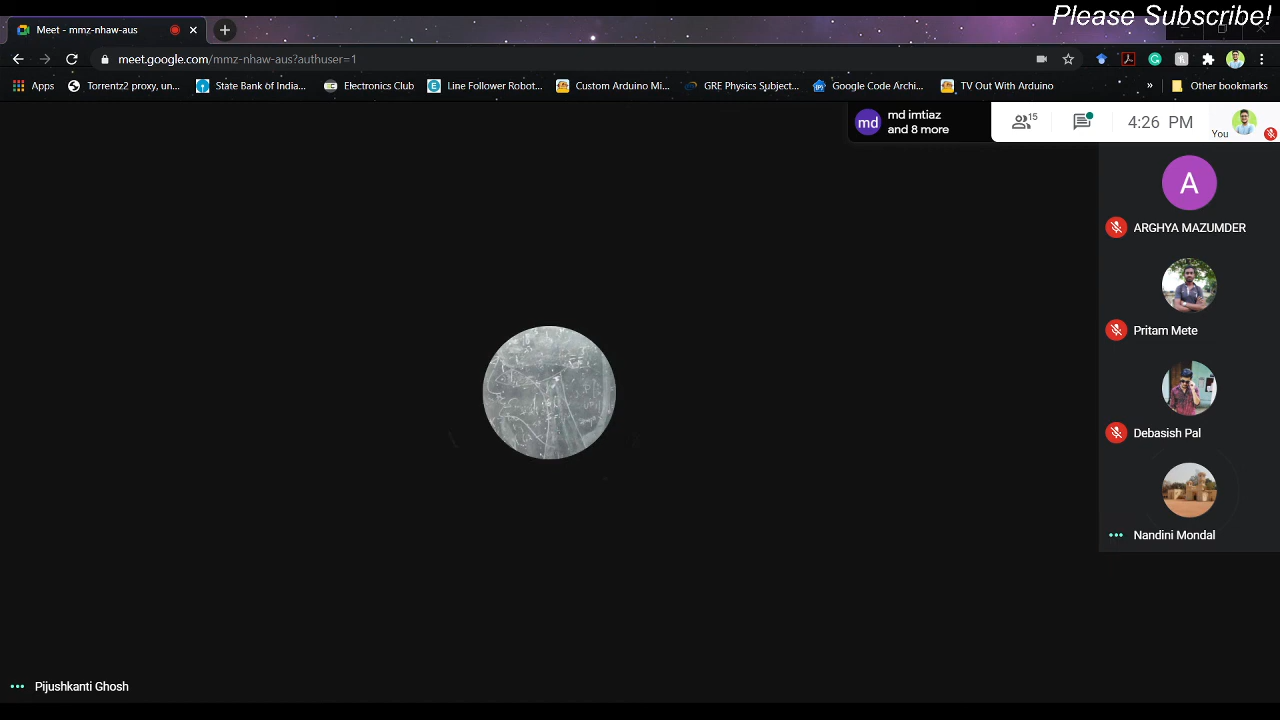 Please Subscribe!
Meet - mmz-nhaw-aus
meet.google.com/mmz-nhaw-aus?authuser=1
Apps
Torrentz2 proxy, un...
State Bank of India...
Electronics Club
Line Follower Robot...
Custom Arduino Mi...
GRE Physics Subject...
Google Code Archi...
TV Out With Arduino
»
Other bookmarks
md
md imtiaz
and 8 more
15
4:26 PM
You
A
ARGHYA MAZUMDER
Pritam Mete
Debasish Pal
Nandini Mondal
Pijushkanti Ghosh